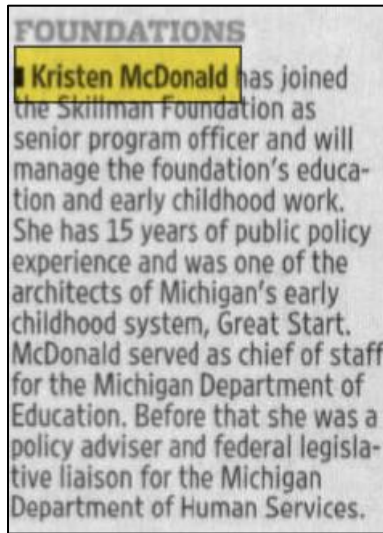 FOUNDATIONS
▮ Kristen McDonald has joined
the Skillman Foundation as
senior program officer and will
manage the foundation's educa-
tion and early childhood work.
She has 15 years of public policy
experience and was one of the
architects of Michigan's early
childhood system, Great Start.
McDonald served as chief of staff
for the Michigan Department of
Education. Before that she was a
policy adviser and federal legisla-
tive liaison for the Michigan
Department of Human Services.